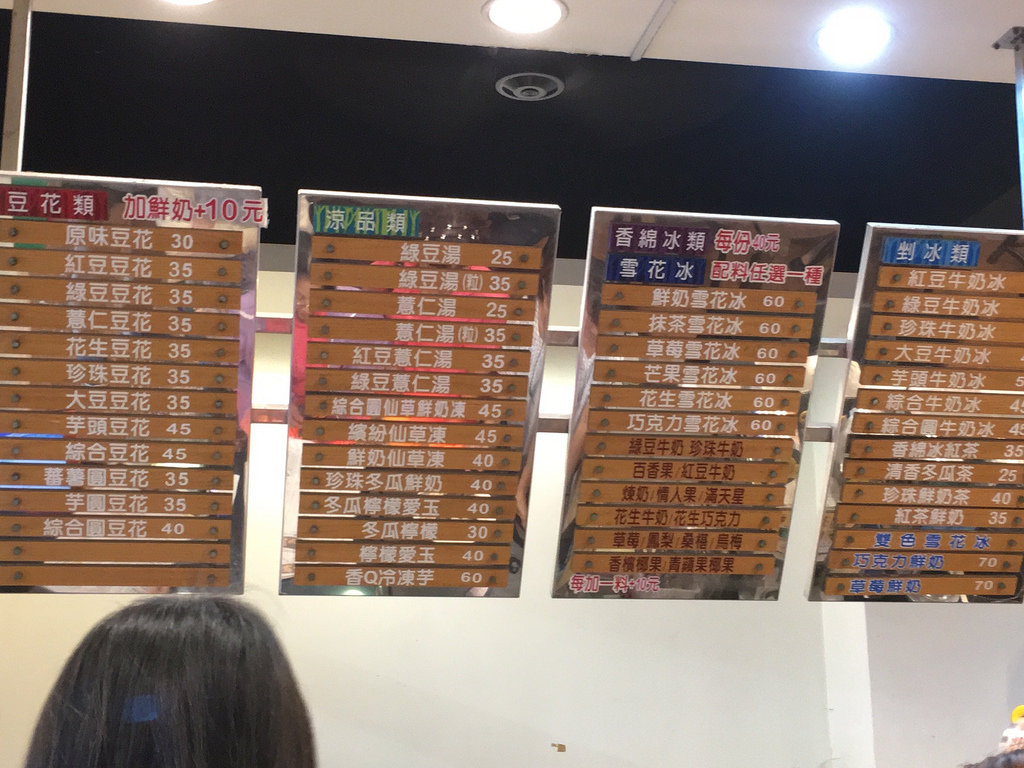 豆花類 加鮮奶+10元
原味豆花 30
紅豆豆花 35
綠豆豆花 35
薏仁豆花 35
花生豆花 35
珍珠豆花 35
大豆豆花 35
芋頭豆花 45
綜合豆花 45
蕃薯圓豆花 35
芋圓豆花 35
綜合圓豆花 40
涼品類
綠豆湯 25
綠豆湯(粒) 35
薏仁湯 25
薏仁湯(粒) 35
紅豆薏仁湯 35
綠豆薏仁湯 35
綜合圓仙草鮮奶凍 45
繽紛仙草凍 45
鮮奶仙草凍 40
珍珠冬瓜鮮奶 40
冬瓜檸檬愛玉 40
冬瓜檸檬 30
檸檬愛玉 40
香Q冷凍芋 60
香綿冰類 每份40元
雪花冰 配料任選一種
鮮奶雪花冰 60
抹茶雪花冰 60
草莓雪花冰 60
芒果雪花冰 60
花生雪花冰 60
巧克力雪花冰 60
綠豆牛奶 珍珠牛奶
百香果/紅豆牛奶
煉奶/情人果/滿天星
花生牛奶 花生巧克力
草莓/鳳梨/桑椹/烏梅
香檳椰果/青蘋果椰果
每加一料+10元
剉冰類
紅豆牛奶冰
綠豆牛奶冰
珍珠牛奶冰
大豆牛奶冰
芋頭牛奶冰
綜合牛奶冰 45
綜合圓牛奶冰 45
香綿冰紅茶 35
清香冬瓜茶 25
珍珠鮮奶茶 40
紅茶鮮奶 35
雙色雪花冰
巧克力鮮奶 70
草莓鮮奶 70